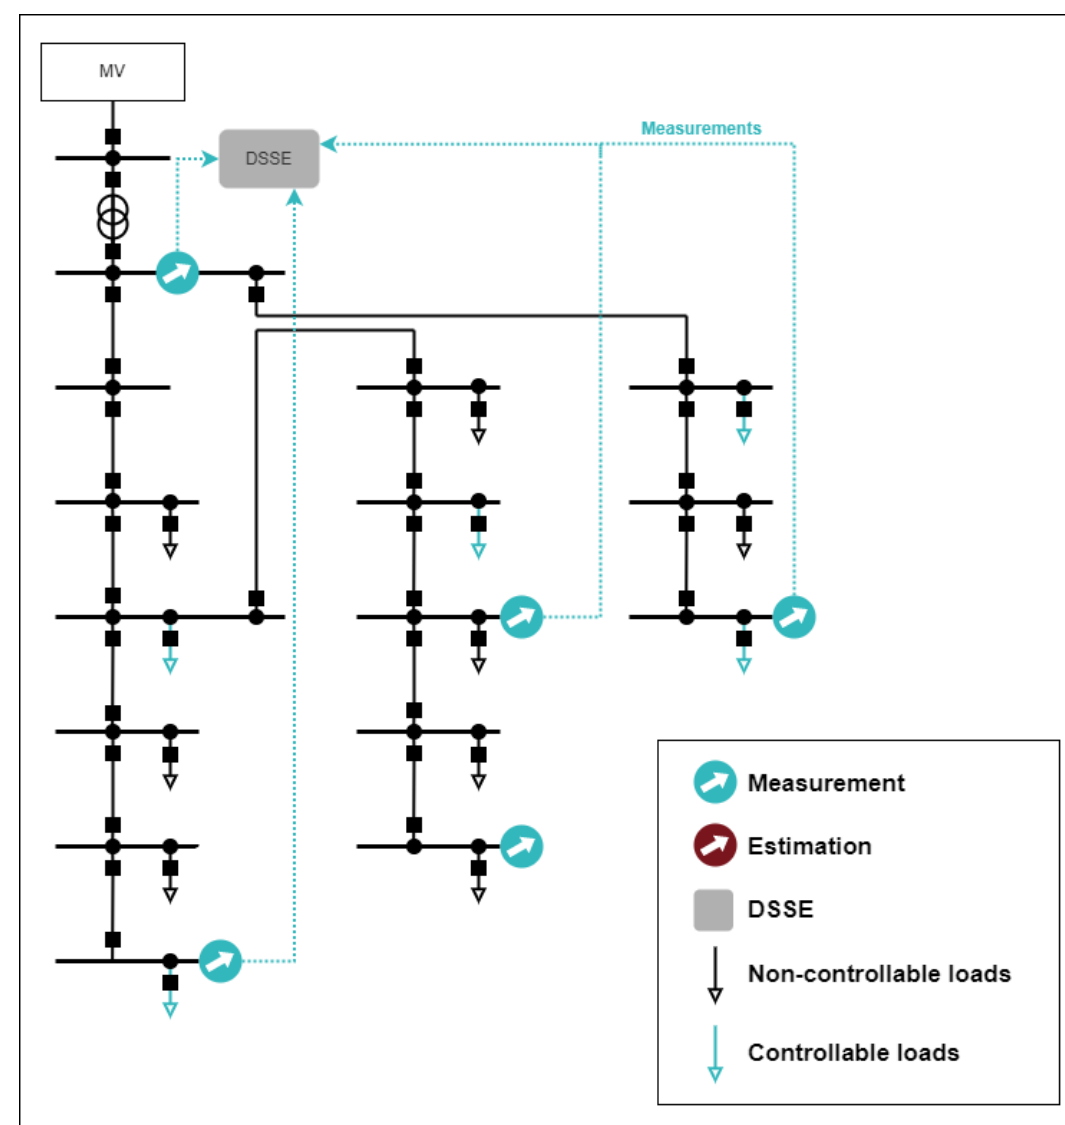 MV
DSSE
Measurements
Measurement
Estimation
DSSE
Non-controllable loads
Controllable loads